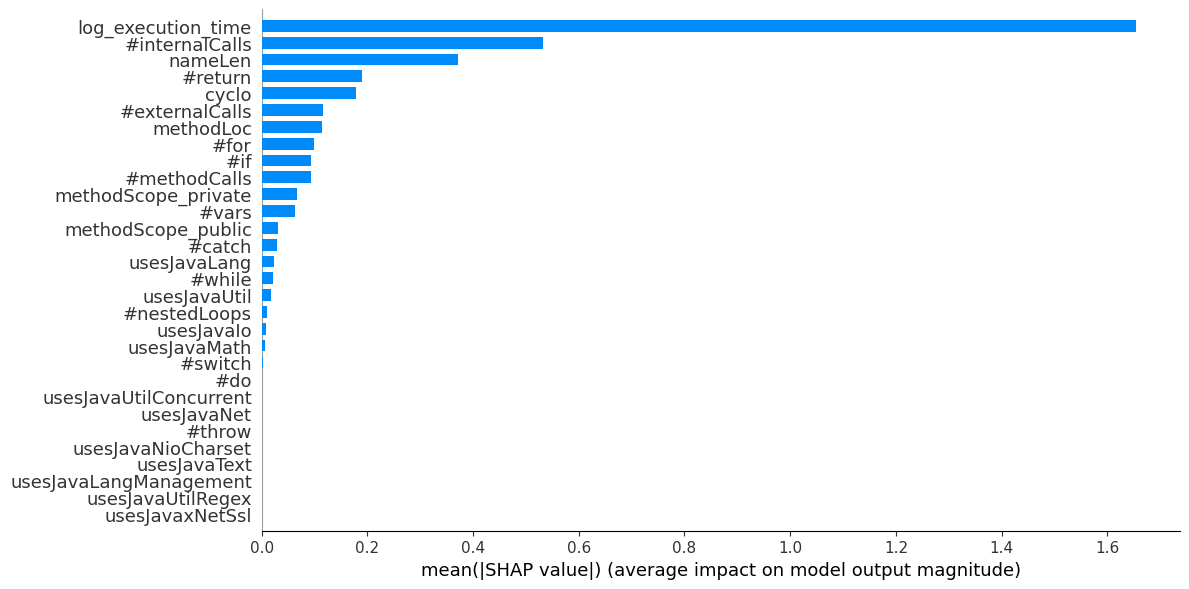 log_execution_time
#internalCalls
nameLen
#return
cyclo
#externalCalls
methodLoc
#for
#if
#methodCalls
methodScope_private
#vars
methodScope_public
#catch
usesJavaLang
#while
usesJavaUtil
#nestedLoops
usesJavaIo
usesJavaMath
#switch
#do
usesJavaUtilConcurrent
usesJavaNet
#throw
usesJavaNioCharset
usesJavaText
usesJavaLangManagement
usesJavaUtilRegex
usesJavaxNetSsl
0.0 0.2 0.4 0.6 0.8 1.0 1.2 1.4 1.6
mean(|SHAP value|) (average impact on model output magnitude)